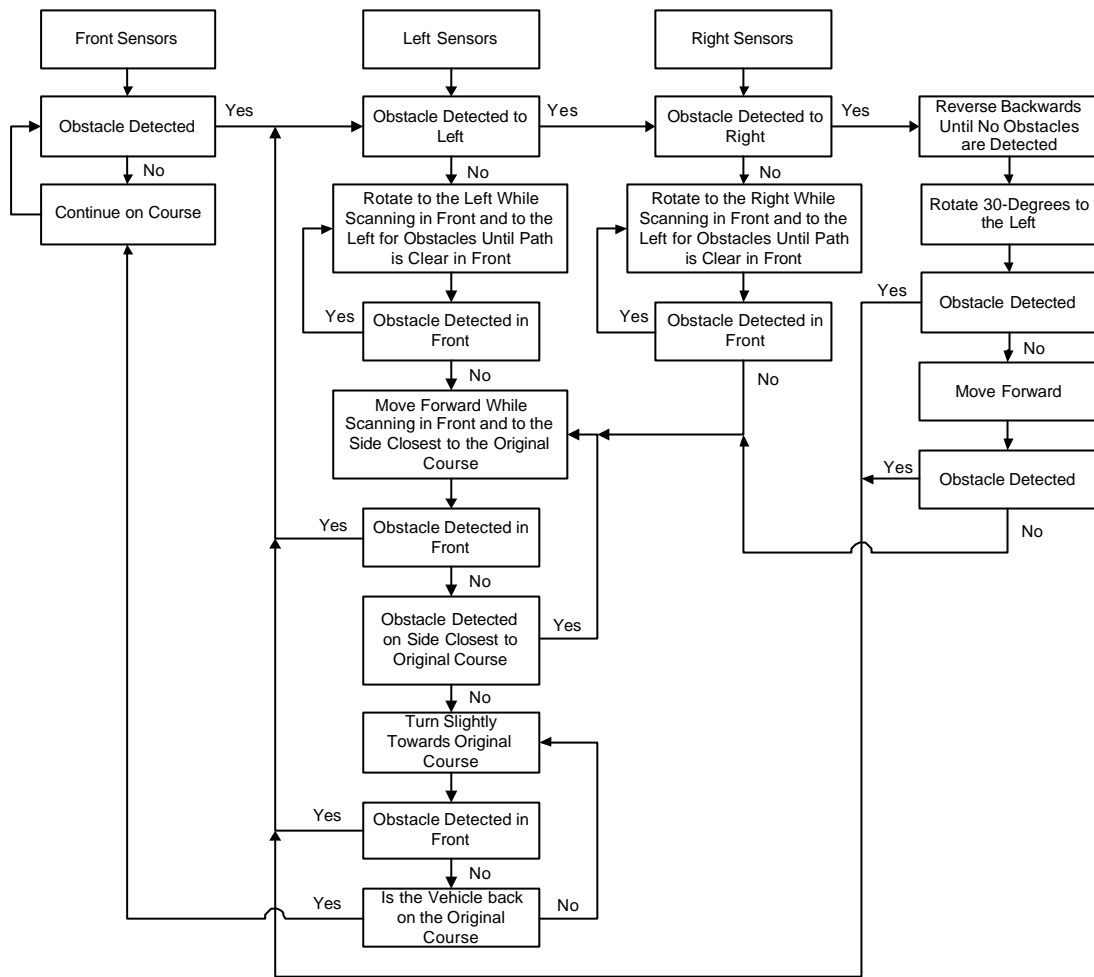 Front Sensors
Left Sensors
Right Sensors
Obstacle Detected
Yes
Obstacle Detected to
Left
Yes
Obstacle Detected to
Right
Yes
Reverse Backwards
Until No Obstacles
are Detected
No
Continue on Course
No
Rotate to the Left While
Scanning in Front and to the
Left for Obstacles Until Path
is Clear in Front
No
Rotate to the Right While
Scanning in Front and to the
Left for Obstacles Until Path
is Clear in Front
Rotate 30-Degrees to
the Left
Yes
Obstacle Detected in
Front
Yes
Obstacle Detected in
Front
Yes
Obstacle Detected
No
No
No
Move Forward While
Scanning in Front and to the
Side Closest to the Original
Course
Move Forward
Yes
Obstacle Detected
No
Yes
Obstacle Detected in
Front
No
Obstacle Detected
on Side Closest to
Original Course
Yes
No
Turn Slightly
Towards Original
Course
Yes
Obstacle Detected in
Front
No
Yes
Is the Vehicle back
on the Original
Course
No